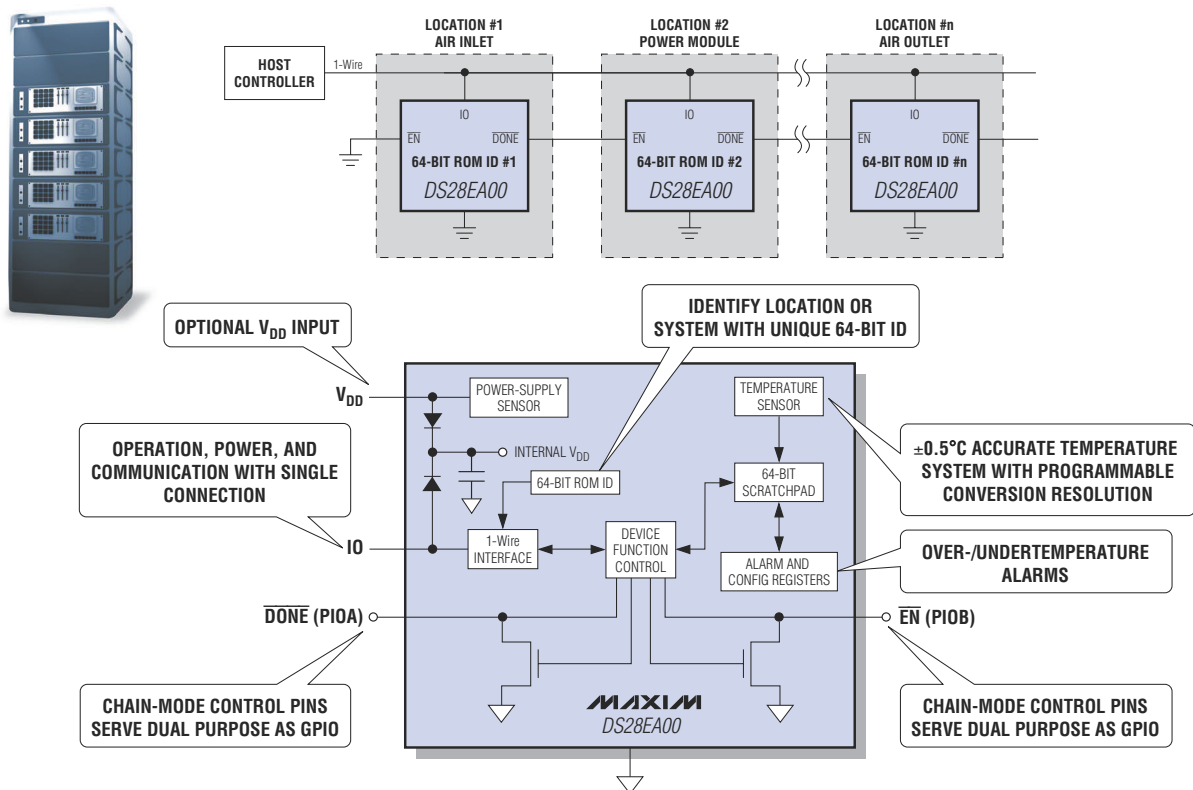 LOCATION #1
AIR INLET
LOCATION #2
POWER MODULE
LOCATION #n
AIR OUTLET
HOST
CONTROLLER
1-Wire
IO
EN
DONE
64-BIT ROM ID #1
DS28EA00
IO
EN
DONE
64-BIT ROM ID #2
DS28EA00
IO
EN
DONE
64-BIT ROM ID #n
DS28EA00
OPTIONAL VDD INPUT
IDENTIFY LOCATION OR
SYSTEM WITH UNIQUE 64-BIT ID
VDD
POWER-SUPPLY
SENSOR
TEMPERATURE
SENSOR
OPERATION, POWER, AND
COMMUNICATION WITH SINGLE
CONNECTION
INTERNAL VDD
64-BIT ROM ID
64-BIT
SCRATCHPAD
±0.5°C ACCURATE TEMPERATURE
SYSTEM WITH PROGRAMMABLE
CONVERSION RESOLUTION
IO
1-Wire
INTERFACE
DEVICE
FUNCTION
CONTROL
ALARM AND
CONFIG REGISTERS
OVER-/UNDERTEMPERATURE
ALARMS
DONE (PIOA)
EN (PIOB)
CHAIN-MODE CONTROL PINS
SERVE DUAL PURPOSE AS GPIO
MAXIM
DS28EA00
CHAIN-MODE CONTROL PINS
SERVE DUAL PURPOSE AS GPIO